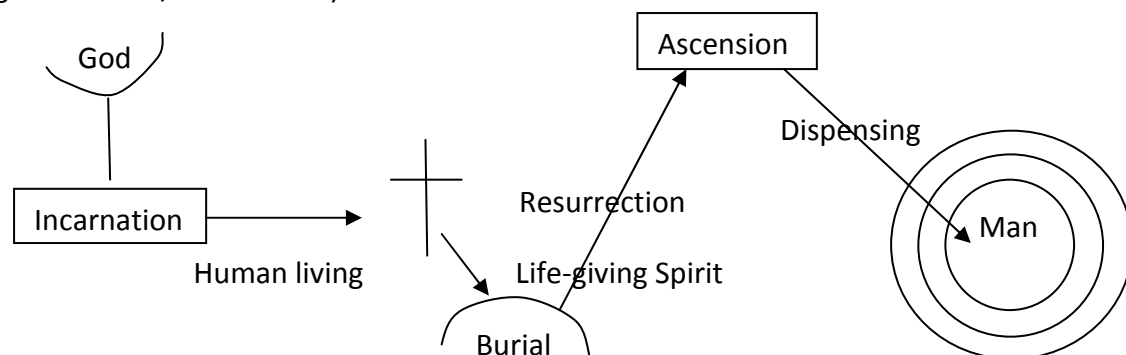 God
Ascension
Dispensing
Resurrection
Incarnation
Man
Human living
Life-giving Spirit
Burial